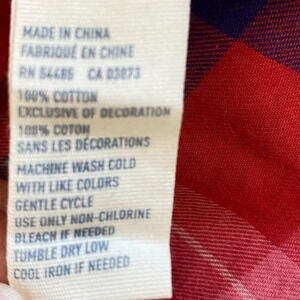 MADE IN CHINA
FABRIQUÉ EN CHINE
RN 54485 CA 03073
100% COTTON
EXCLUSIVE OF DECORATION
100% COTON
SANS LES DÉCORATIONS
MACHINE WASH COLD
WITH LIKE COLORS
GENTLE CYCLE
USE ONLY NON-CHLORINE
BLEACH IF NEEDED
TUMBLE DRY LOW
COOL IRON IF NEEDED